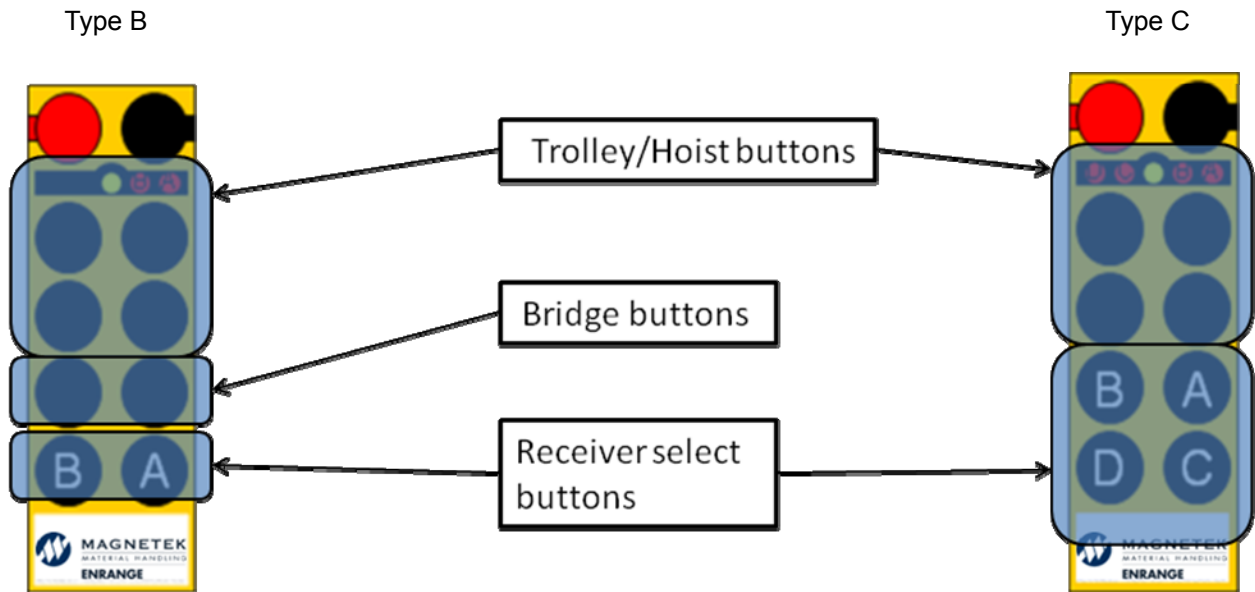 Type B
Type C
Trolley/Hoist buttons
Bridge buttons
Receiver select
buttons
B A
MAGNETEK
MATERIAL HANDLING
ENRANGE
B A
D C
MAGNETEK
MATERIAL HANDLING
ENRANGE